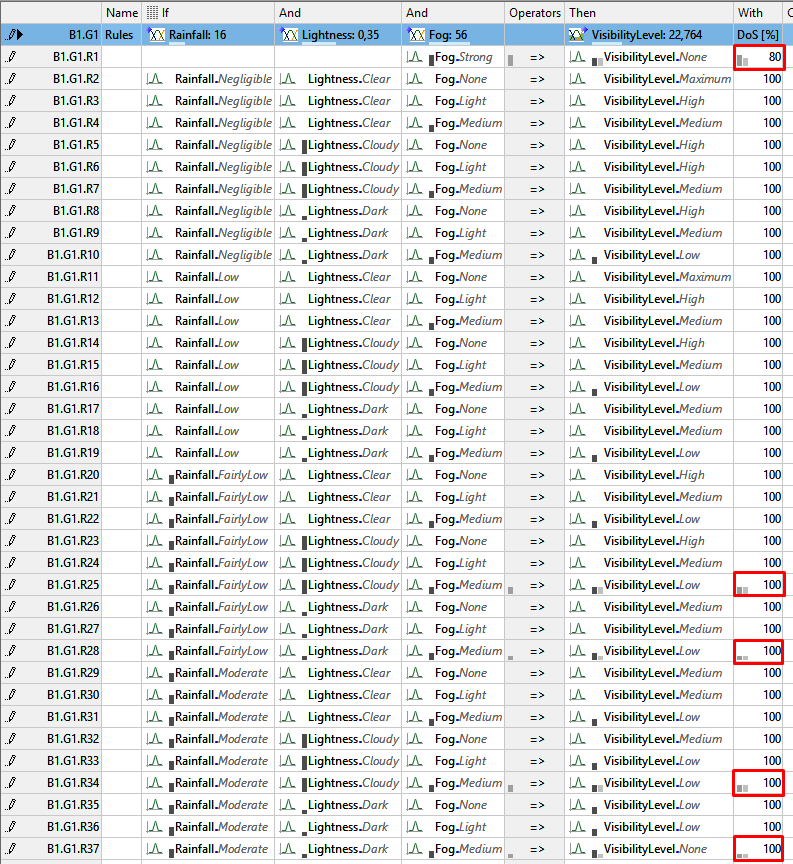 Name If And And Operators Then With C
B1.G1 Rules Rainfall: 16 Lightness: 0,35 Fog: 56 VisibilityLevel: 22,764 DoS [%]
B1.G1.R1 Fog.Strong => VisibilityLevel.None 80
B1.G1.R2 Rainfall.Negligible Lightness.Clear Fog.None => VisibilityLevel.Maximum 100
B1.G1.R3 Rainfall.Negligible Lightness.Clear Fog.Light => VisibilityLevel.High 100
B1.G1.R4 Rainfall.Negligible Lightness.Clear Fog.Medium => VisibilityLevel.Medium 100
B1.G1.R5 Rainfall.Negligible Lightness.Cloudy Fog.None => VisibilityLevel.High 100
B1.G1.R6 Rainfall.Negligible Lightness.Cloudy Fog.Light => VisibilityLevel.High 100
B1.G1.R7 Rainfall.Negligible Lightness.Cloudy Fog.Medium => VisibilityLevel.Medium 100
B1.G1.R8 Rainfall.Negligible Lightness.Dark Fog.None => VisibilityLevel.High 100
B1.G1.R9 Rainfall.Negligible Lightness.Dark Fog.Light => VisibilityLevel.Medium 100
B1.G1.R10 Rainfall.Negligible Lightness.Dark Fog.Medium => VisibilityLevel.Low 100
B1.G1.R11 Rainfall.Low Lightness.Clear Fog.None => VisibilityLevel.Maximum 100
B1.G1.R12 Rainfall.Low Lightness.Clear Fog.Light => VisibilityLevel.High 100
B1.G1.R13 Rainfall.Low Lightness.Clear Fog.Medium => VisibilityLevel.Medium 100
B1.G1.R14 Rainfall.Low Lightness.Cloudy Fog.None => VisibilityLevel.High 100
B1.G1.R15 Rainfall.Low Lightness.Cloudy Fog.Light => VisibilityLevel.Medium 100
B1.G1.R16 Rainfall.Low Lightness.Cloudy Fog.Medium => VisibilityLevel.Low 100
B1.G1.R17 Rainfall.Low Lightness.Dark Fog.None => VisibilityLevel.Medium 100
B1.G1.R18 Rainfall.Low Lightness.Dark Fog.Light => VisibilityLevel.Medium 100
B1.G1.R19 Rainfall.Low Lightness.Dark Fog.Medium => VisibilityLevel.Low 100
B1.G1.R20 Rainfall.FairlyLow Lightness.Clear Fog.None => VisibilityLevel.High 100
B1.G1.R21 Rainfall.FairlyLow Lightness.Clear Fog.Light => VisibilityLevel.Medium 100
B1.G1.R22 Rainfall.FairlyLow Lightness.Clear Fog.Medium => VisibilityLevel.Low 100
B1.G1.R23 Rainfall.FairlyLow Lightness.Cloudy Fog.None => VisibilityLevel.High 100
B1.G1.R24 Rainfall.FairlyLow Lightness.Cloudy Fog.Light => VisibilityLevel.Medium 100
B1.G1.R25 Rainfall.FairlyLow Lightness.Cloudy Fog.Medium => VisibilityLevel.Low 100
B1.G1.R26 Rainfall.FairlyLow Lightness.Dark Fog.None => VisibilityLevel.Medium 100
B1.G1.R27 Rainfall.FairlyLow Lightness.Dark Fog.Light => VisibilityLevel.Medium 100
B1.G1.R28 Rainfall.FairlyLow Lightness.Dark Fog.Medium => VisibilityLevel.Low 100
B1.G1.R29 Rainfall.Moderate Lightness.Clear Fog.None => VisibilityLevel.Medium 100
B1.G1.R30 Rainfall.Moderate Lightness.Clear Fog.Light => VisibilityLevel.Medium 100
B1.G1.R31 Rainfall.Moderate Lightness.Clear Fog.Medium => VisibilityLevel.Low 100
B1.G1.R32 Rainfall.Moderate Lightness.Cloudy Fog.None => VisibilityLevel.Medium 100
B1.G1.R33 Rainfall.Moderate Lightness.Cloudy Fog.Light => VisibilityLevel.Low 100
B1.G1.R34 Rainfall.Moderate Lightness.Cloudy Fog.Medium => VisibilityLevel.Low 100
B1.G1.R35 Rainfall.Moderate Lightness.Dark Fog.None => VisibilityLevel.Low 100
B1.G1.R36 Rainfall.Moderate Lightness.Dark Fog.Light => VisibilityLevel.Low 100
B1.G1.R37 Rainfall.Moderate Lightness.Dark Fog.Medium => VisibilityLevel.None 100